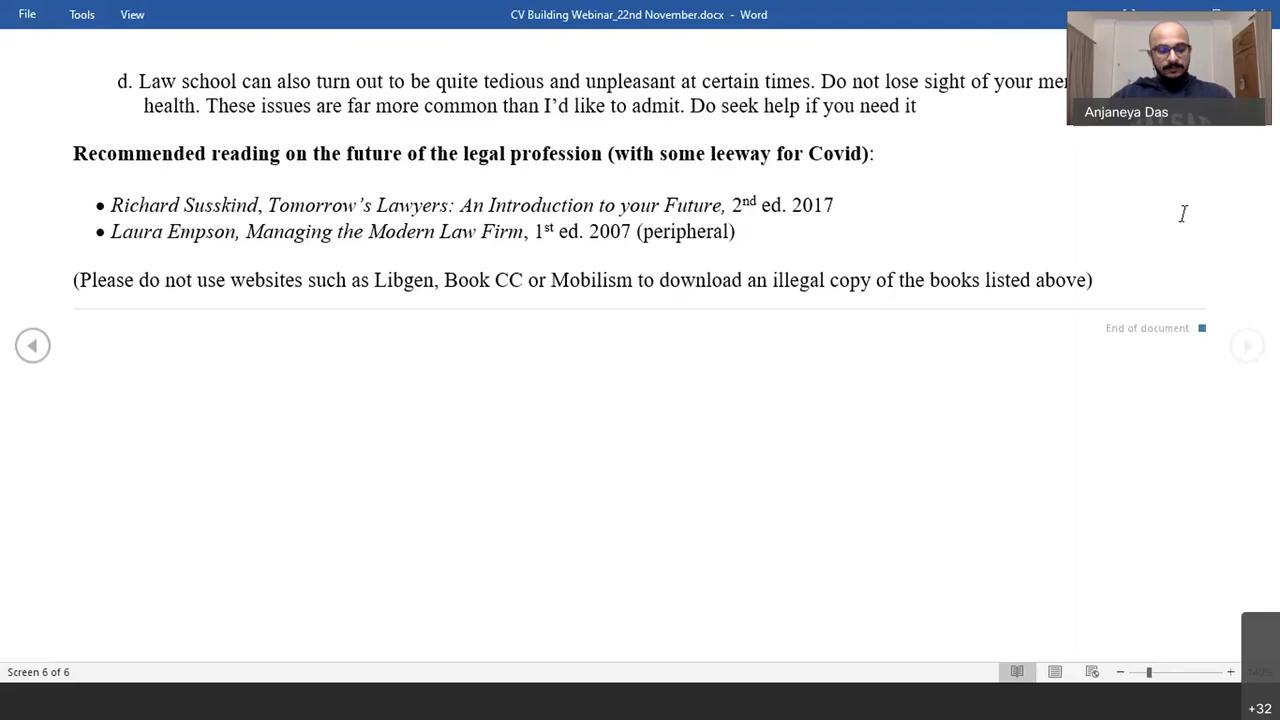 File Tools View CV Building Webinar_22nd November.docx - Word
d. Law school can also turn out to be quite tedious and unpleasant at certain times. Do not lose sight of your
health. These issues are far more common than I'd like to admit. Do seek help if you need it
Anjaneya Das
Recommended reading on the future of the legal profession (with some leeway for Covid):
• Richard Susskind, Tomorrow's Lawyers: An Introduction to your Future, 2nd ed. 2017
• Laura Empson, Managing the Modern Law Firm, 1st ed. 2007 (peripheral)
(Please do not use websites such as Libgen, Book CC or Mobilism to download an illegal copy of the books listed above)
End of document
Screen 6 of 6
+32